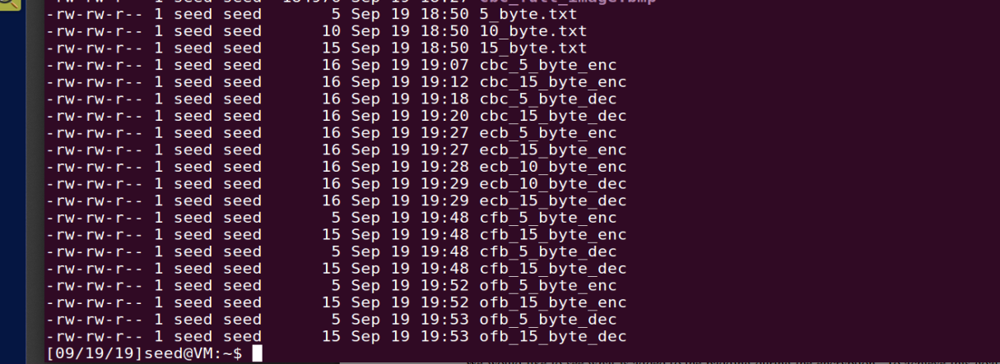 -rw-rw-r-- 1 seed seed 5 Sep 19 18:50 5_byte.txt
-rw-rw-r-- 1 seed seed 10 Sep 19 18:50 10_byte.txt
-rw-rw-r-- 1 seed seed 15 Sep 19 18:50 15_byte.txt
-rw-rw-r-- 1 seed seed 16 Sep 19 19:07 cbc_5_byte_enc
-rw-rw-r-- 1 seed seed 16 Sep 19 19:12 cbc_15_byte_enc
-rw-rw-r-- 1 seed seed 16 Sep 19 19:18 cbc_5_byte_dec
-rw-rw-r-- 1 seed seed 16 Sep 19 19:20 cbc_15_byte_dec
-rw-rw-r-- 1 seed seed 16 Sep 19 19:27 ecb_5_byte_enc
-rw-rw-r-- 1 seed seed 16 Sep 19 19:27 ecb_15_byte_enc
-rw-rw-r-- 1 seed seed 16 Sep 19 19:28 ecb_10_byte_enc
-rw-rw-r-- 1 seed seed 16 Sep 19 19:29 ecb_10_byte_dec
-rw-rw-r-- 1 seed seed 16 Sep 19 19:29 ecb_15_byte_dec
-rw-rw-r-- 1 seed seed 5 Sep 19 19:48 cfb_5_byte_enc
-rw-rw-r-- 1 seed seed 15 Sep 19 19:48 cfb_15_byte_enc
-rw-rw-r-- 1 seed seed 5 Sep 19 19:48 cfb_5_byte_dec
-rw-rw-r-- 1 seed seed 15 Sep 19 19:48 cfb_15_byte_dec
-rw-rw-r-- 1 seed seed 5 Sep 19 19:52 ofb_5_byte_enc
-rw-rw-r-- 1 seed seed 15 Sep 19 19:52 ofb_15_byte_enc
-rw-rw-r-- 1 seed seed 5 Sep 19 19:53 ofb_5_byte_dec
-rw-rw-r-- 1 seed seed 15 Sep 19 19:53 ofb_15_byte_dec
[09/19/19]seed@VM:~$